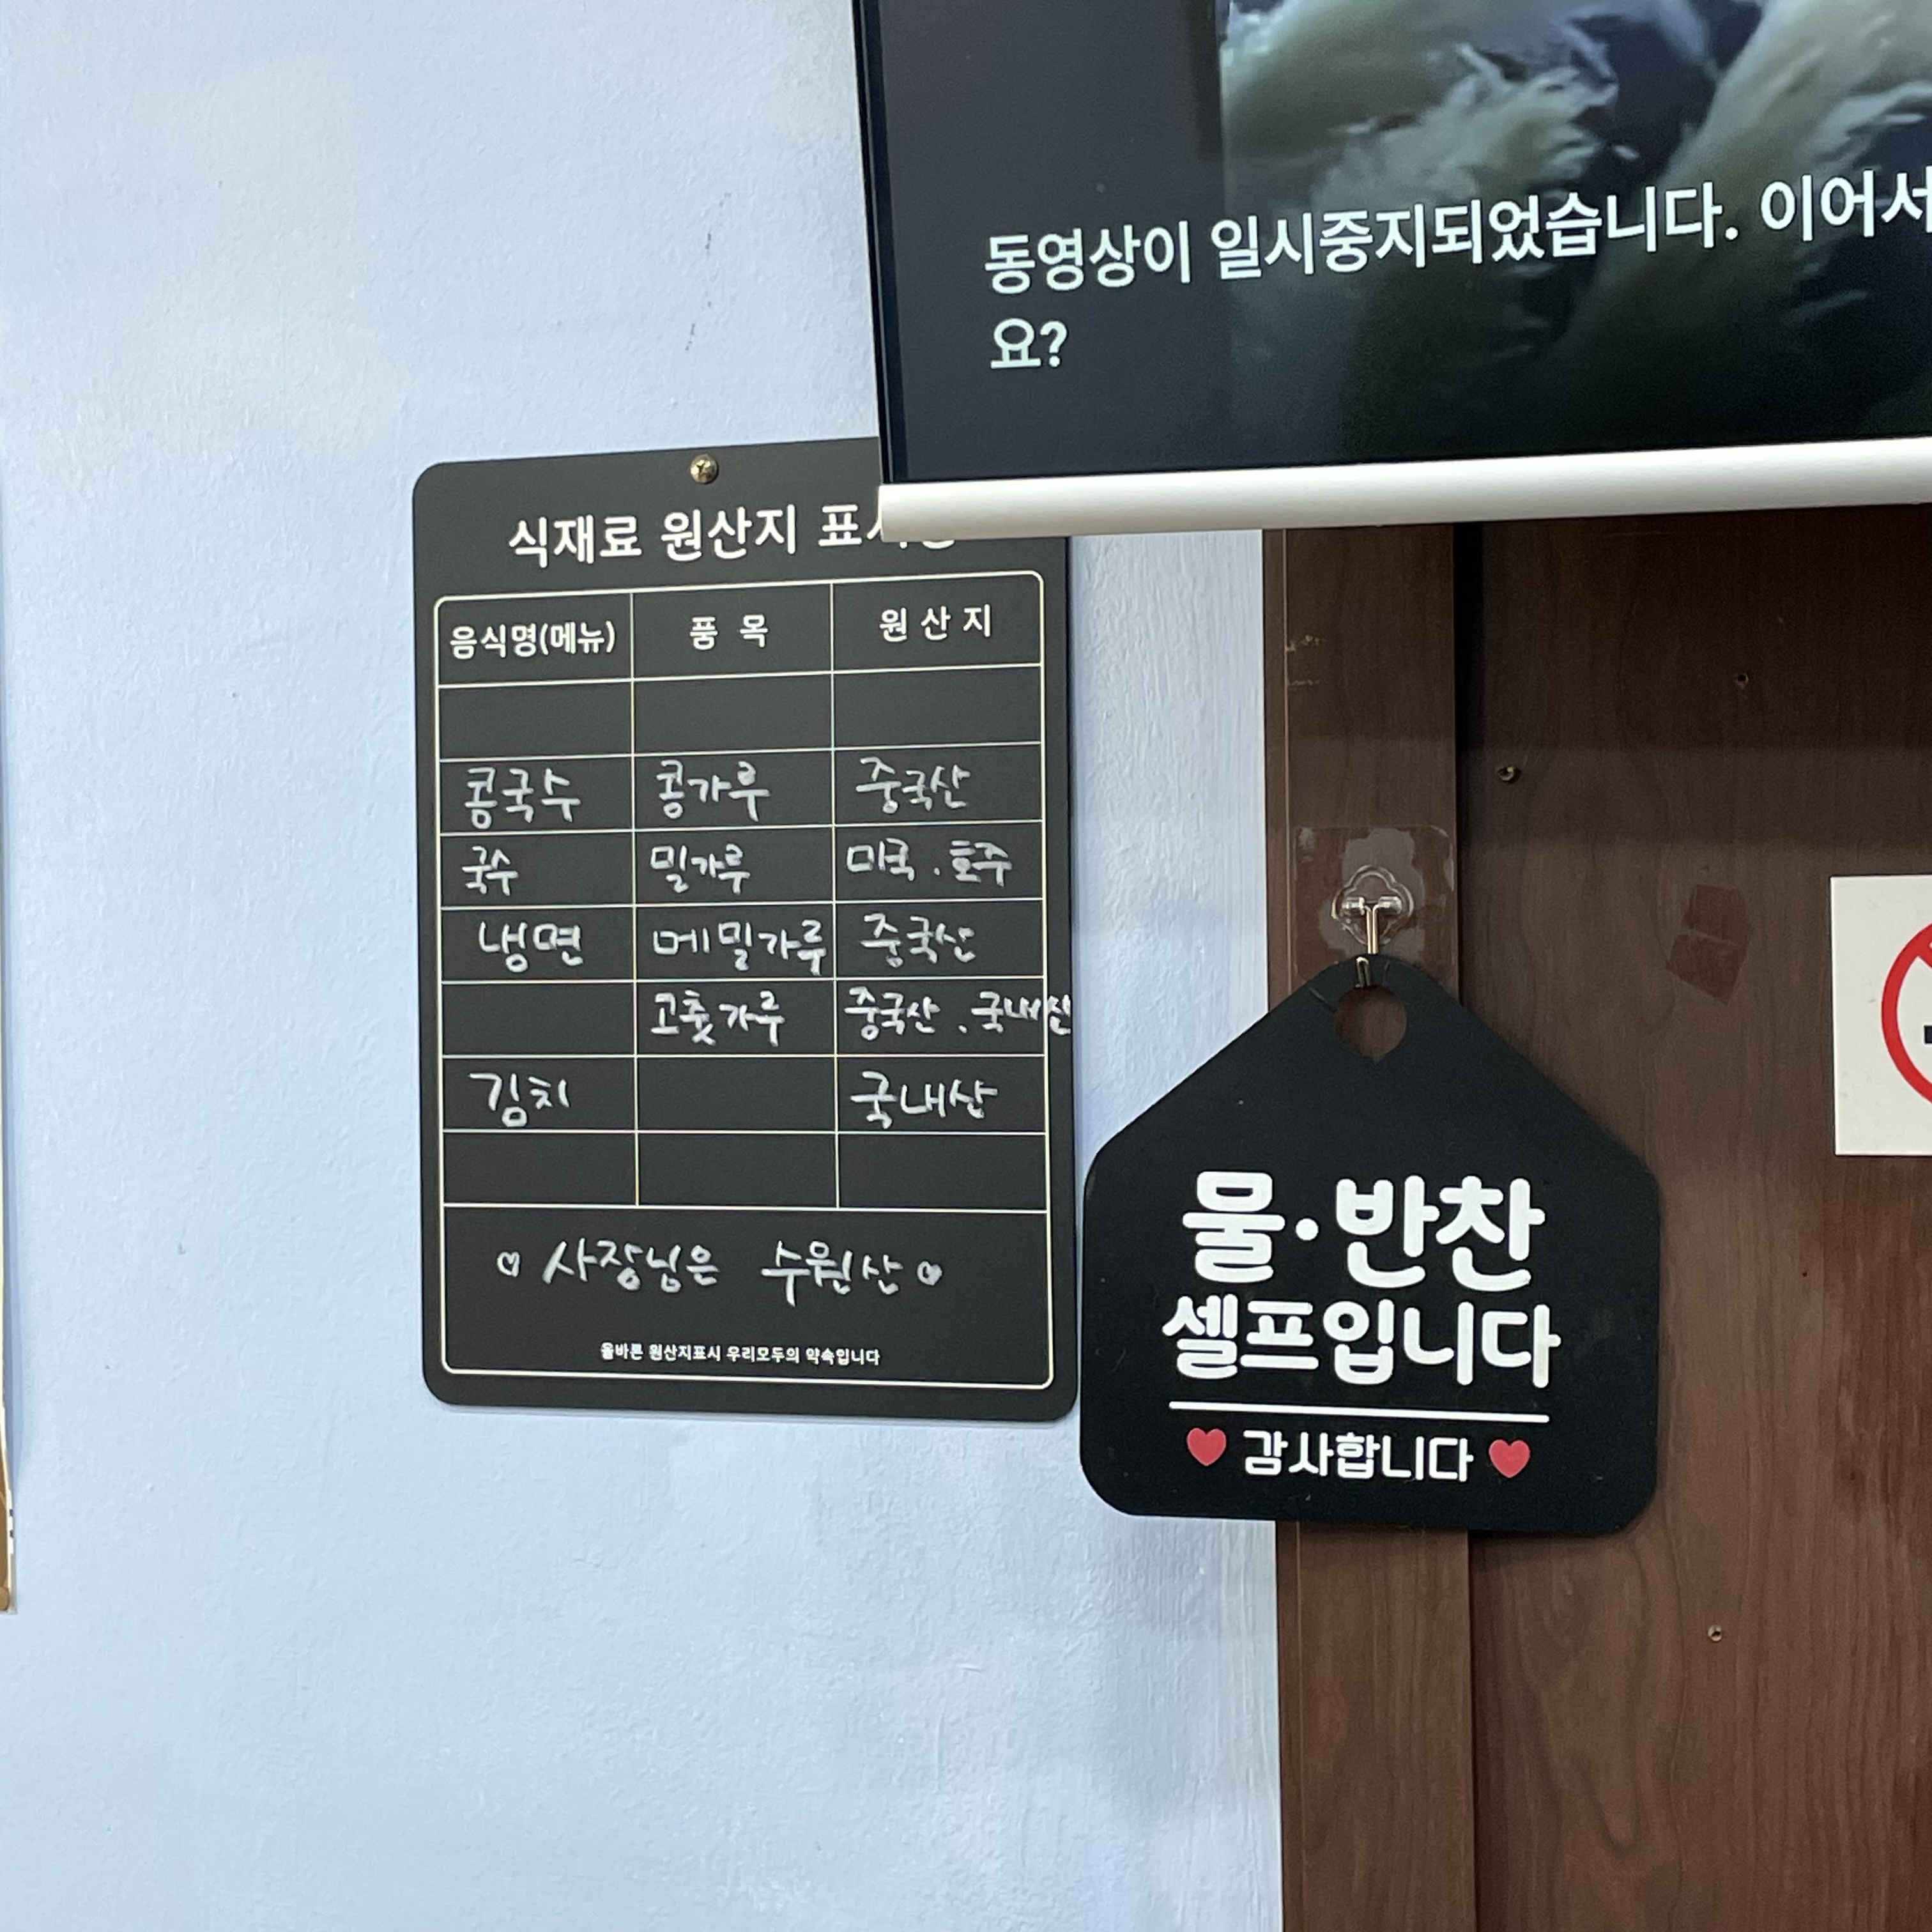 동영상이 일시중지되었습니다. 이어서
요?
식재료 원산지
음식명(메뉴) 품 목 원 산 지
콩국수 콩가루 중국산
국수 밀가루 미국 . 호주
냉면 메밀가루 중국산
고춧가루 중국산 . 국내산
김치 국내산
♡ 사장님은 수원산 ♡
올바른 원산지표시 우리모두의 약속입니다
물·반찬
셀프입니다
♥ 감사합니다 ♥